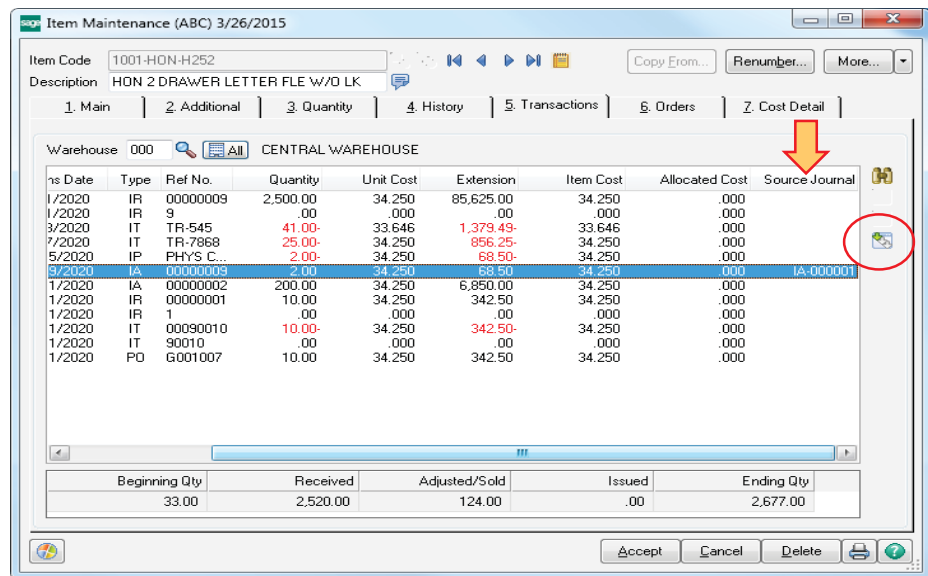 sage Item Maintenance (ABC) 3/26/2015
Item Code 1001-HON-H252 Copy From... Renumber... More...
Description HON 2 DRAWER LETTER FLE W/O LK
1. Main 2. Additional 3. Quantity 4. History 5. Transactions 6. Orders 7. Cost Detail
Warehouse 000 All CENTRAL WAREHOUSE
ns Date Type Ref No. Quantity Unit Cost Extension Item Cost Allocated Cost Source Journal
1/2020 IR 00000009 2,500.00 34.250 85,625.00 34.250 .000
1/2020 IR 9 .00 .000 .00 .000 .000
3/2020 IT TR-545 41.00- 33.646 1,379.49- 33.646 .000
7/2020 IT TR-7868 25.00- 34.250 856.25- 34.250 .000
5/2020 IP PHYS C... 2.00- 34.250 68.50- 34.250 .000
9/2020 IA 00000009 2.00 34.250 68.50 34.250 .000 IA-000001
1/2020 IA 00000002 200.00 34.250 6,850.00 34.250 .000
1/2020 IR 00000001 10.00 34.250 342.50 34.250 .000
1/2020 IR 1 .00 .000 .00 .000 .000
1/2020 IT 00090010 10.00- 34.250 342.50- 34.250 .000
1/2020 IT 90010 .00 .000 .00 .000 .000
1/2020 PO G001007 10.00 34.250 342.50 34.250 .000
Beginning Qty Received Adjusted/Sold Issued Ending Qty
33.00 2,520.00 124.00 .00 2,677.00
Accept Cancel Delete